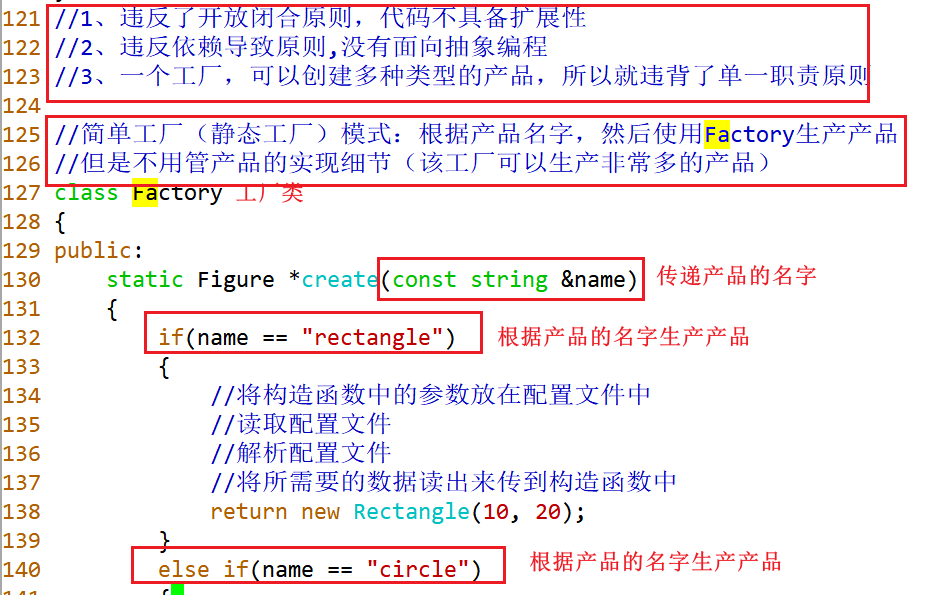 121 //1、违反了开放闭合原则，代码不具备扩展性
122 //2、违反依赖导致原则,没有面向抽象编程
123 //3、一个工厂，可以创建多种类型的产品，所以就违背了单一职责原则
124
125 //简单工厂（静态工厂）模式：根据产品名字，然后使用Factory生产产品
126 //但是不用管产品的实现细节（该工厂可以生产非常多的产品）
127 class Factory 工厂类
128 {
129 public:
130 static Figure *create(const string &name) 传递产品的名字
131 {
132 if(name == "rectangle") 根据产品的名字生产产品
133 {
134 //将构造函数中的参数放在配置文件中
135 //读取配置文件
136 //解析配置文件
137 //将所需要的数据读出来传到构造函数中
138 return new Rectangle(10, 20);
139 }
140 else if(name == "circle") 根据产品的名字生产产品